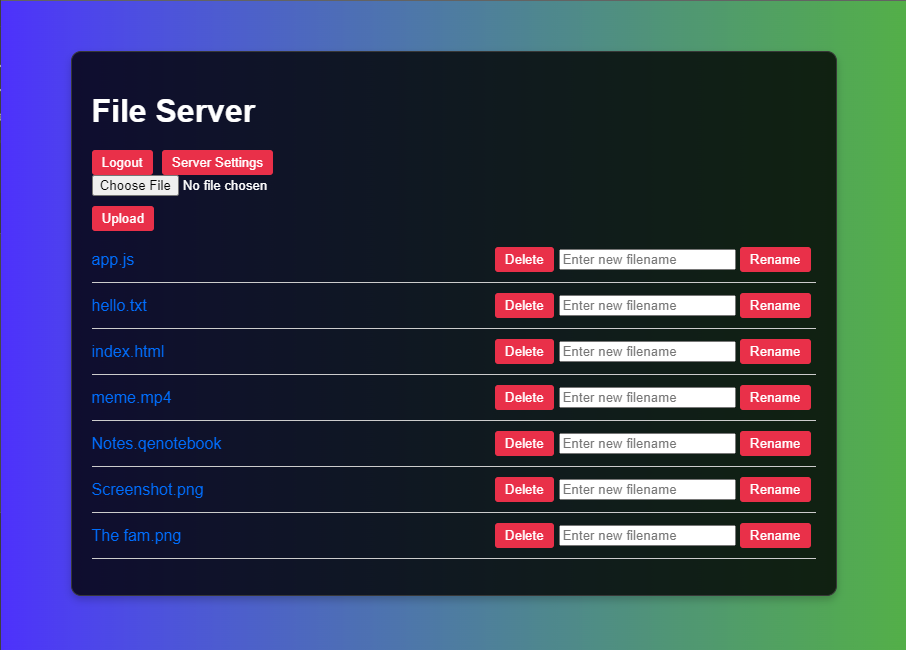 File Server
Logout Server Settings
Choose File No file chosen
Upload
app.js Delete Enter new filename Rename
hello.txt Delete Enter new filename Rename
index.html Delete Enter new filename Rename
meme.mp4 Delete Enter new filename Rename
Notes.qenotebook Delete Enter new filename Rename
Screenshot.png Delete Enter new filename Rename
The fam.png Delete Enter new filename Rename